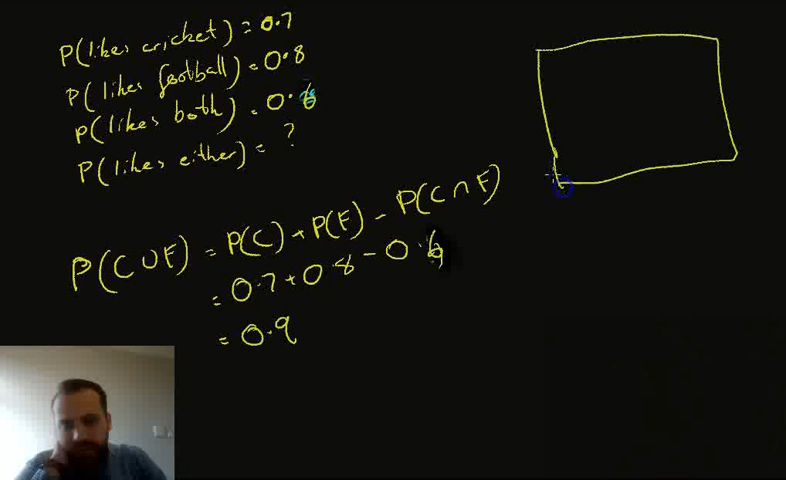 P(likes cricket) = 0.7
P(likes football) = 0.8
P(likes both) = 0.6
P(likes either) = ?
P(C ∪ F) = P(C) + P(F) - P(C ∩ F)
= 0.7 + 0.8 - 0.6
= 0.9